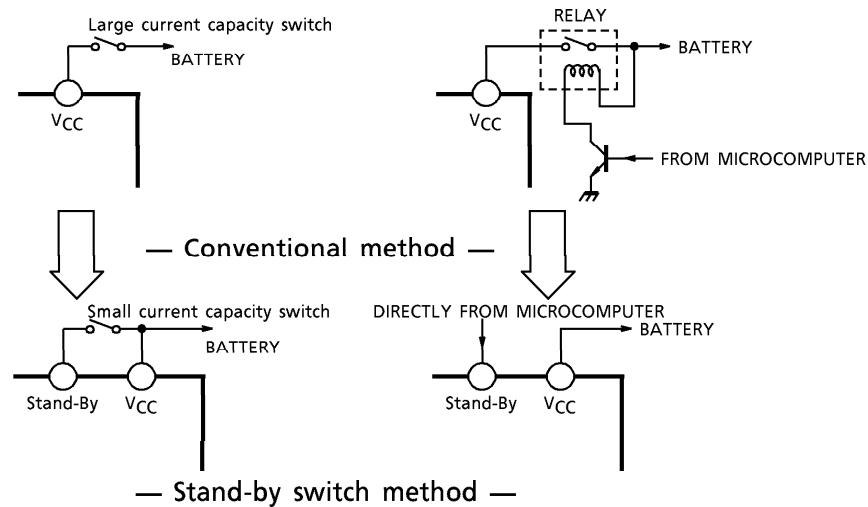 Large current capacity switch
BATTERY
VCC
RELAY
BATTERY
VCC
FROM MICROCOMPUTER
— Conventional method —
Small current capacity switch
BATTERY
Stand-By
VCC
DIRECTLY FROM MICROCOMPUTER
BATTERY
Stand-By
VCC
— Stand-by switch method —